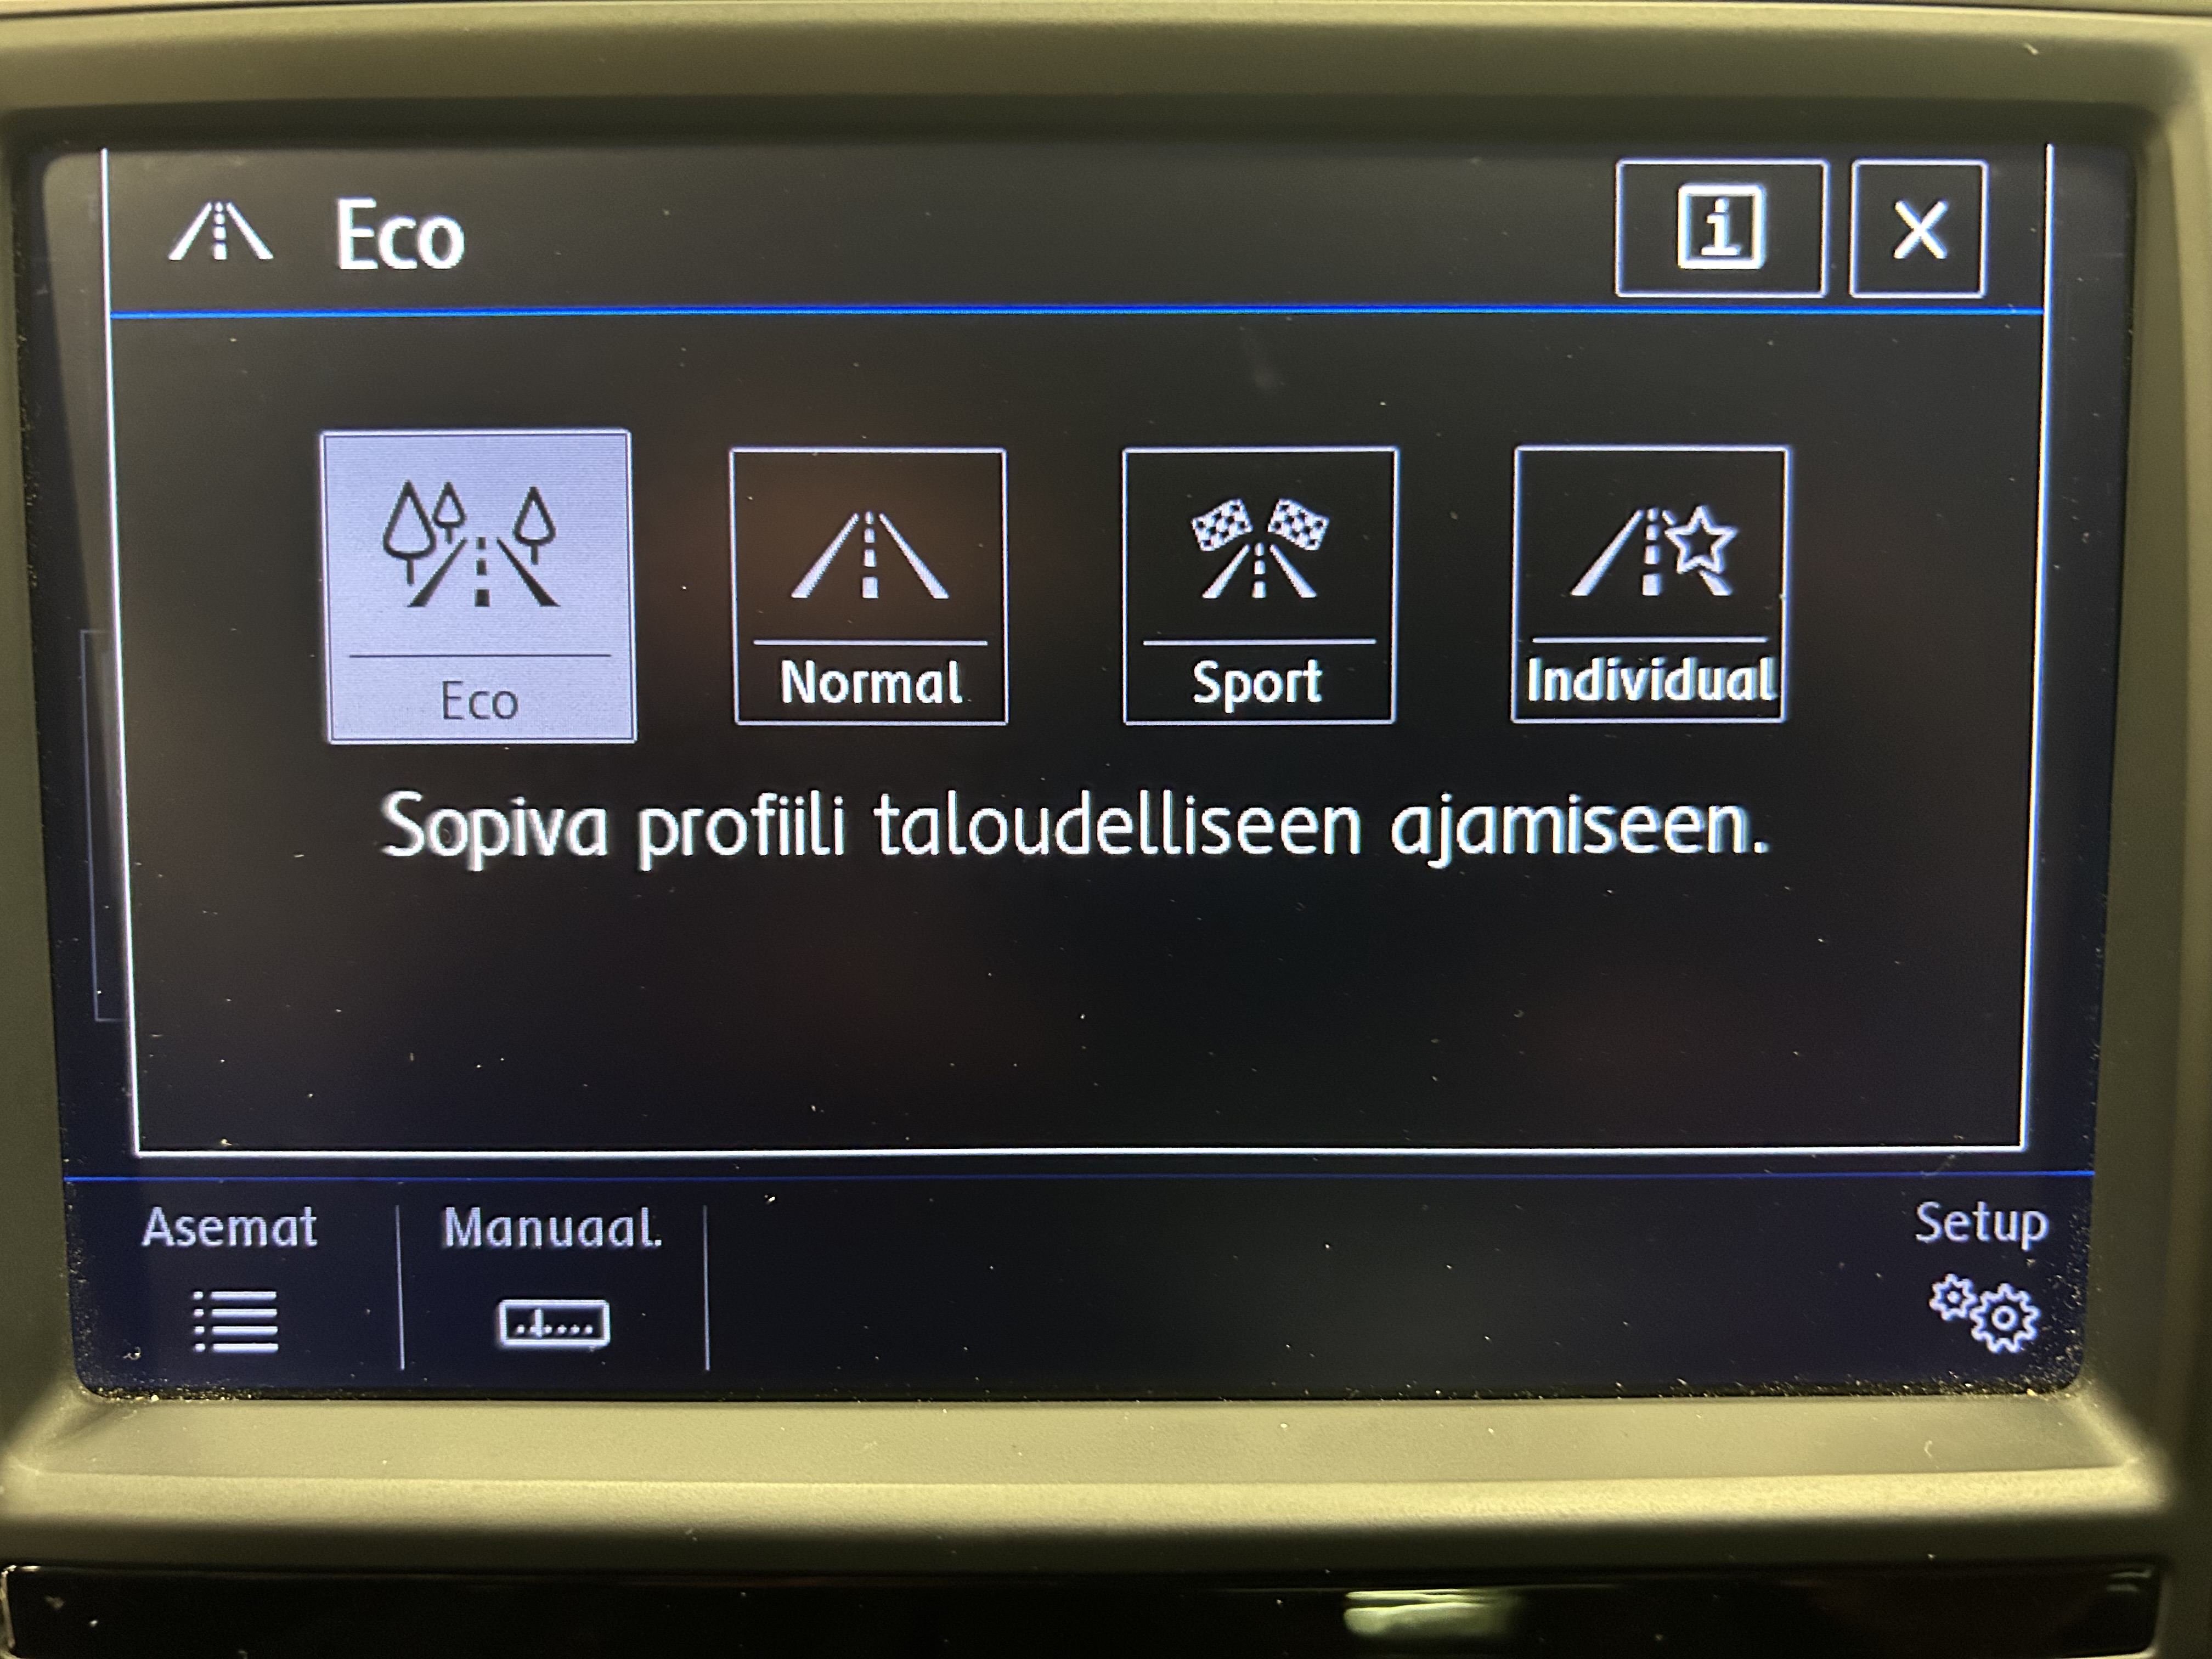 Eco
Eco
Normal
Sport
Individual
Sopiva profiili taloudelliseen ajamiseen.
Asemat
Manuaal.
Setup